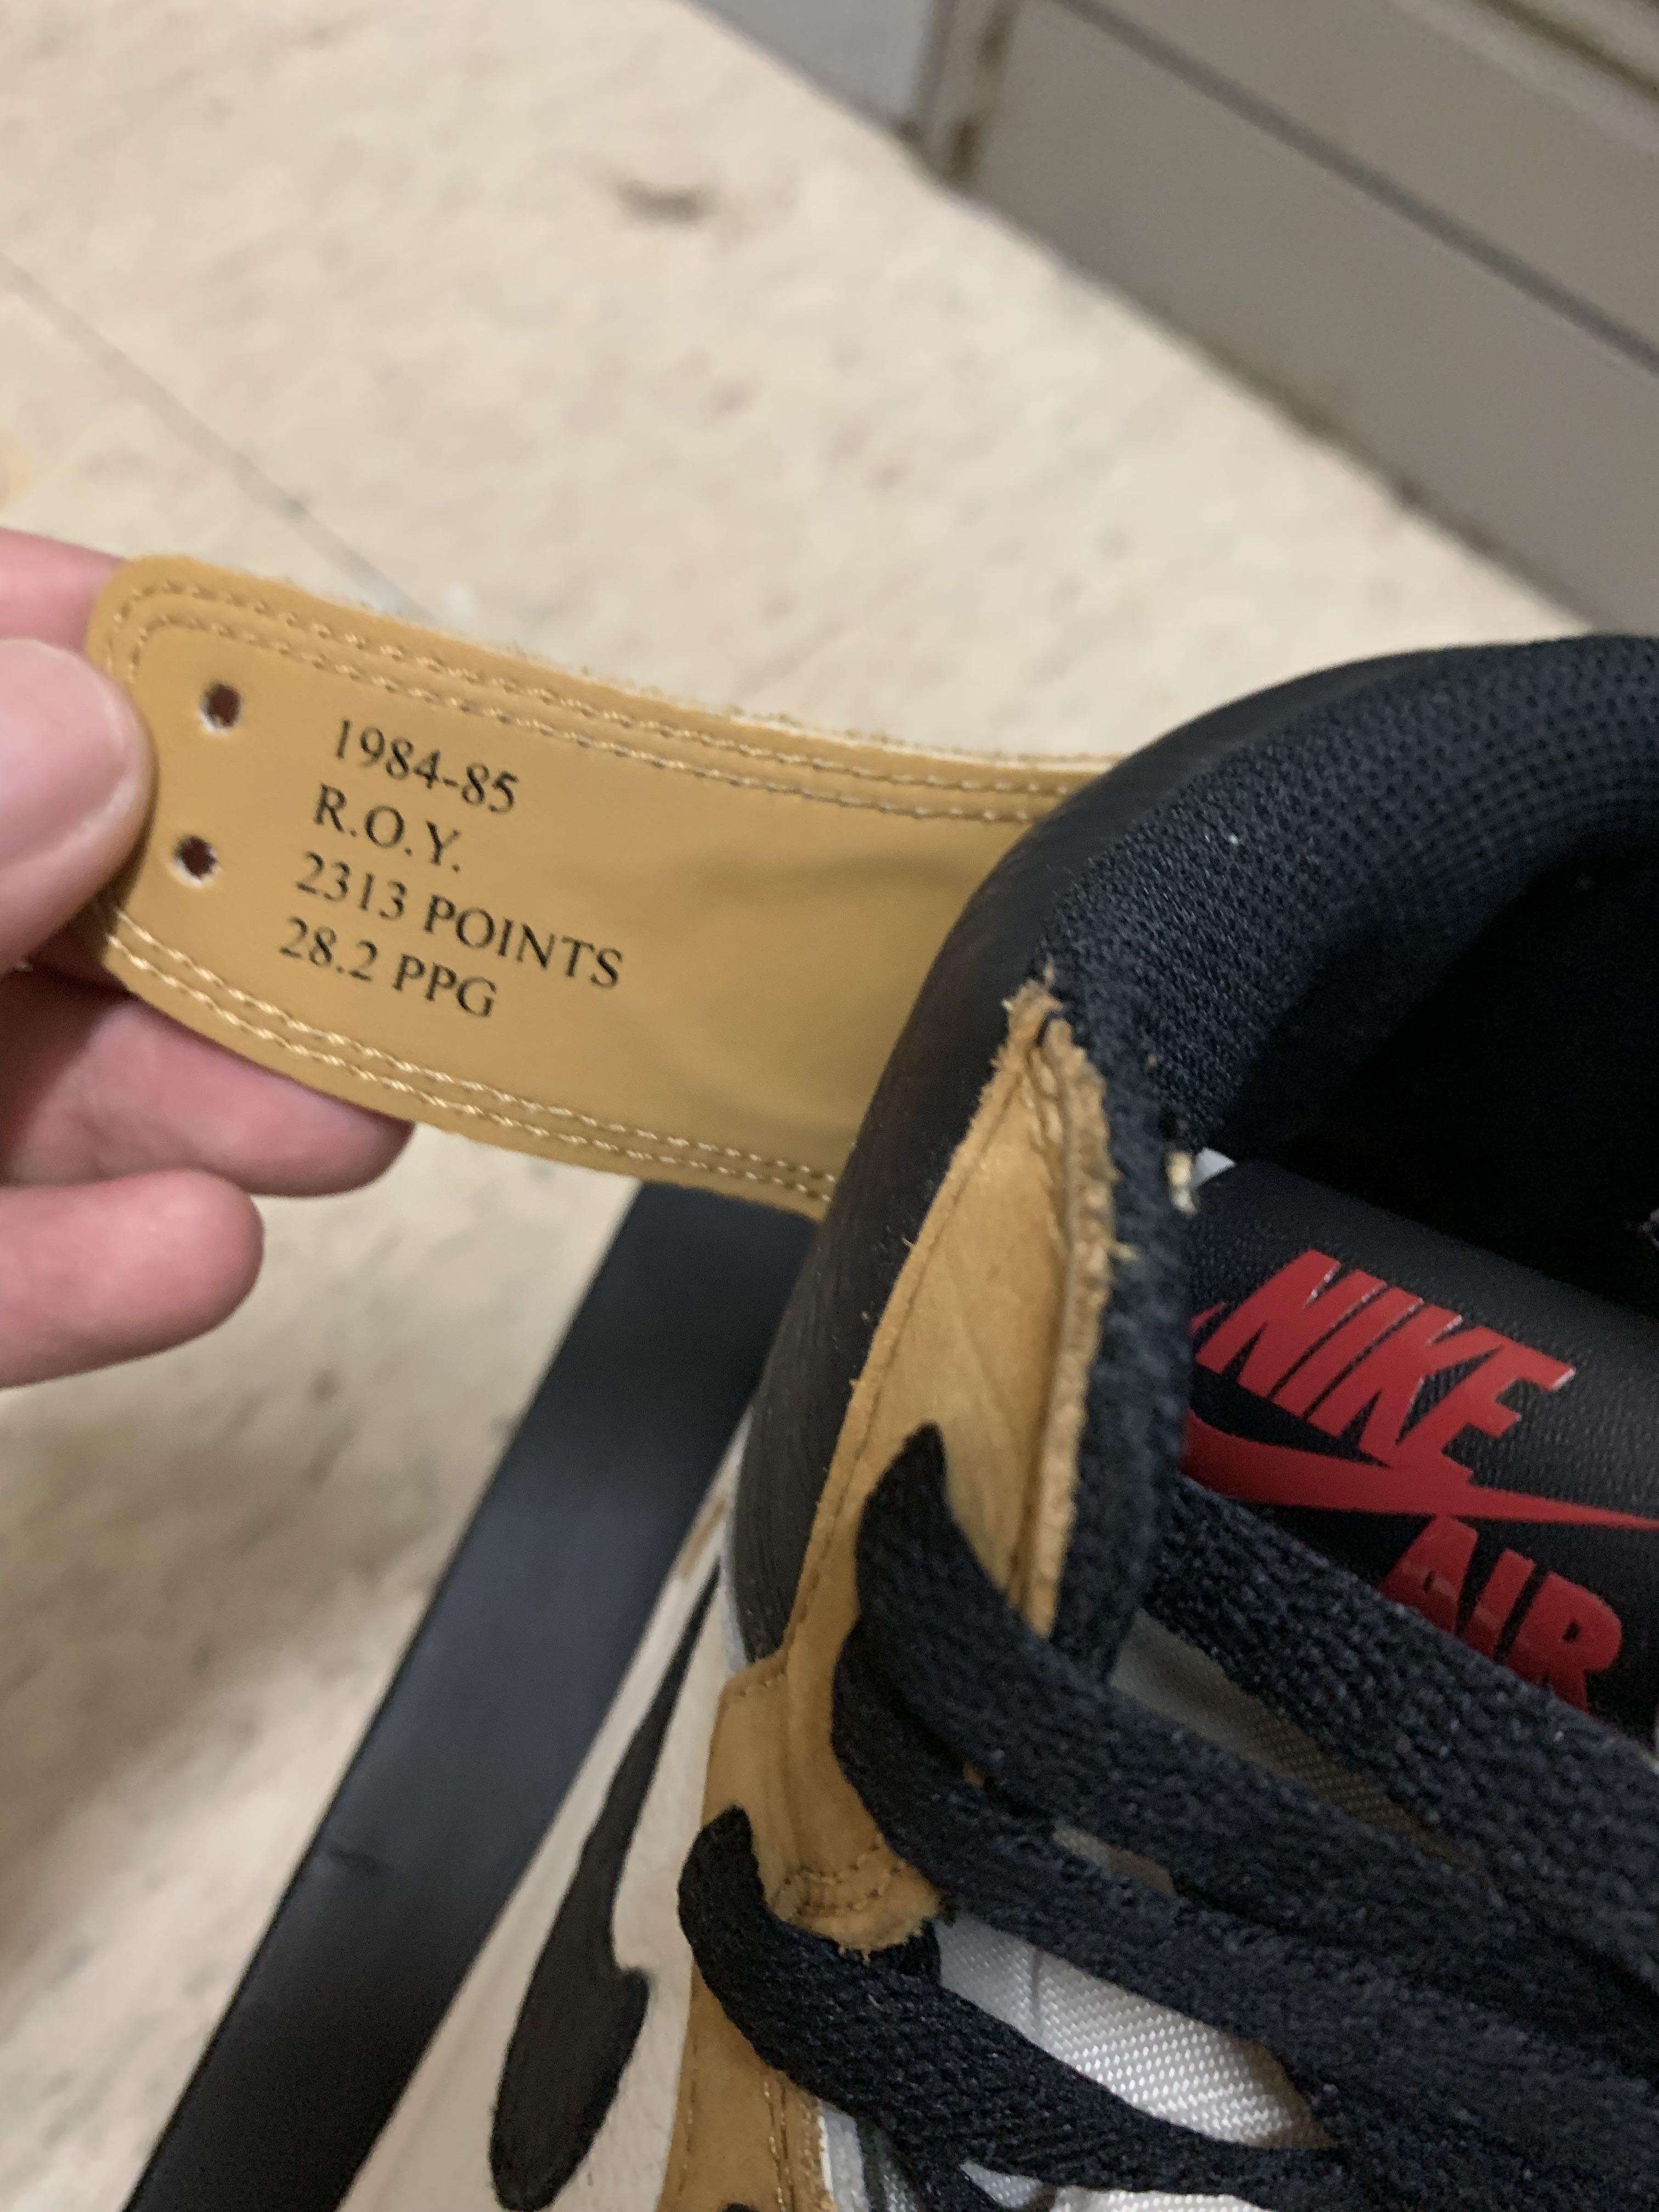 1984-85
R.O.Y.
2313 POINTS
28.2 PPG
NIKE
AIR